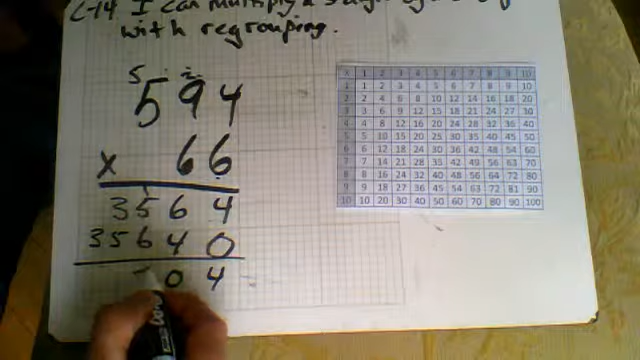 I can multiply a
with regrouping.
5 2
594
x 66
1
3564
35640
04
x 1 2 3 4 5 6 7 8 9 10
1 1 2 3 4 5 6 7 8 9 10
2 2 4 6 8 10 12 14 16 18 20
3 3 6 9 12 15 18 21 24 27 30
4 4 8 12 16 20 24 28 32 36 40
5 5 10 15 20 25 30 35 40 45 50
6 6 12 18 24 30 36 42 48 54 60
7 7 14 21 28 35 42 49 56 63 70
8 8 16 24 32 40 48 56 64 72 80
9 9 18 27 36 45 54 63 72 81 90
10 10 20 30 40 50 60 70 80 90 100